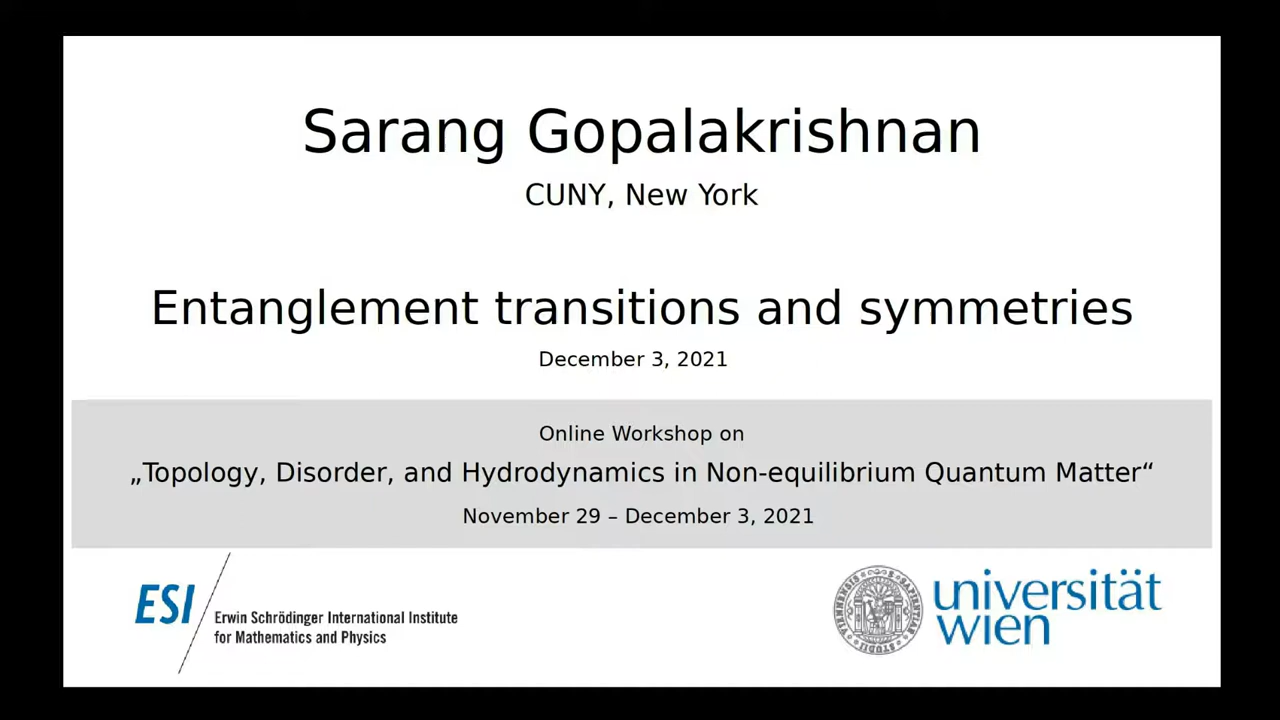 Sarang Gopalakrishnan
CUNY, New York
Entanglement transitions and symmetries
December 3, 2021
Online Workshop on
„Topology, Disorder, and Hydrodynamics in Non-equilibrium Quantum Matter“
November 29 – December 3, 2021
ESI
Erwin Schrödinger International Institute
for Mathematics and Physics
universität
wien